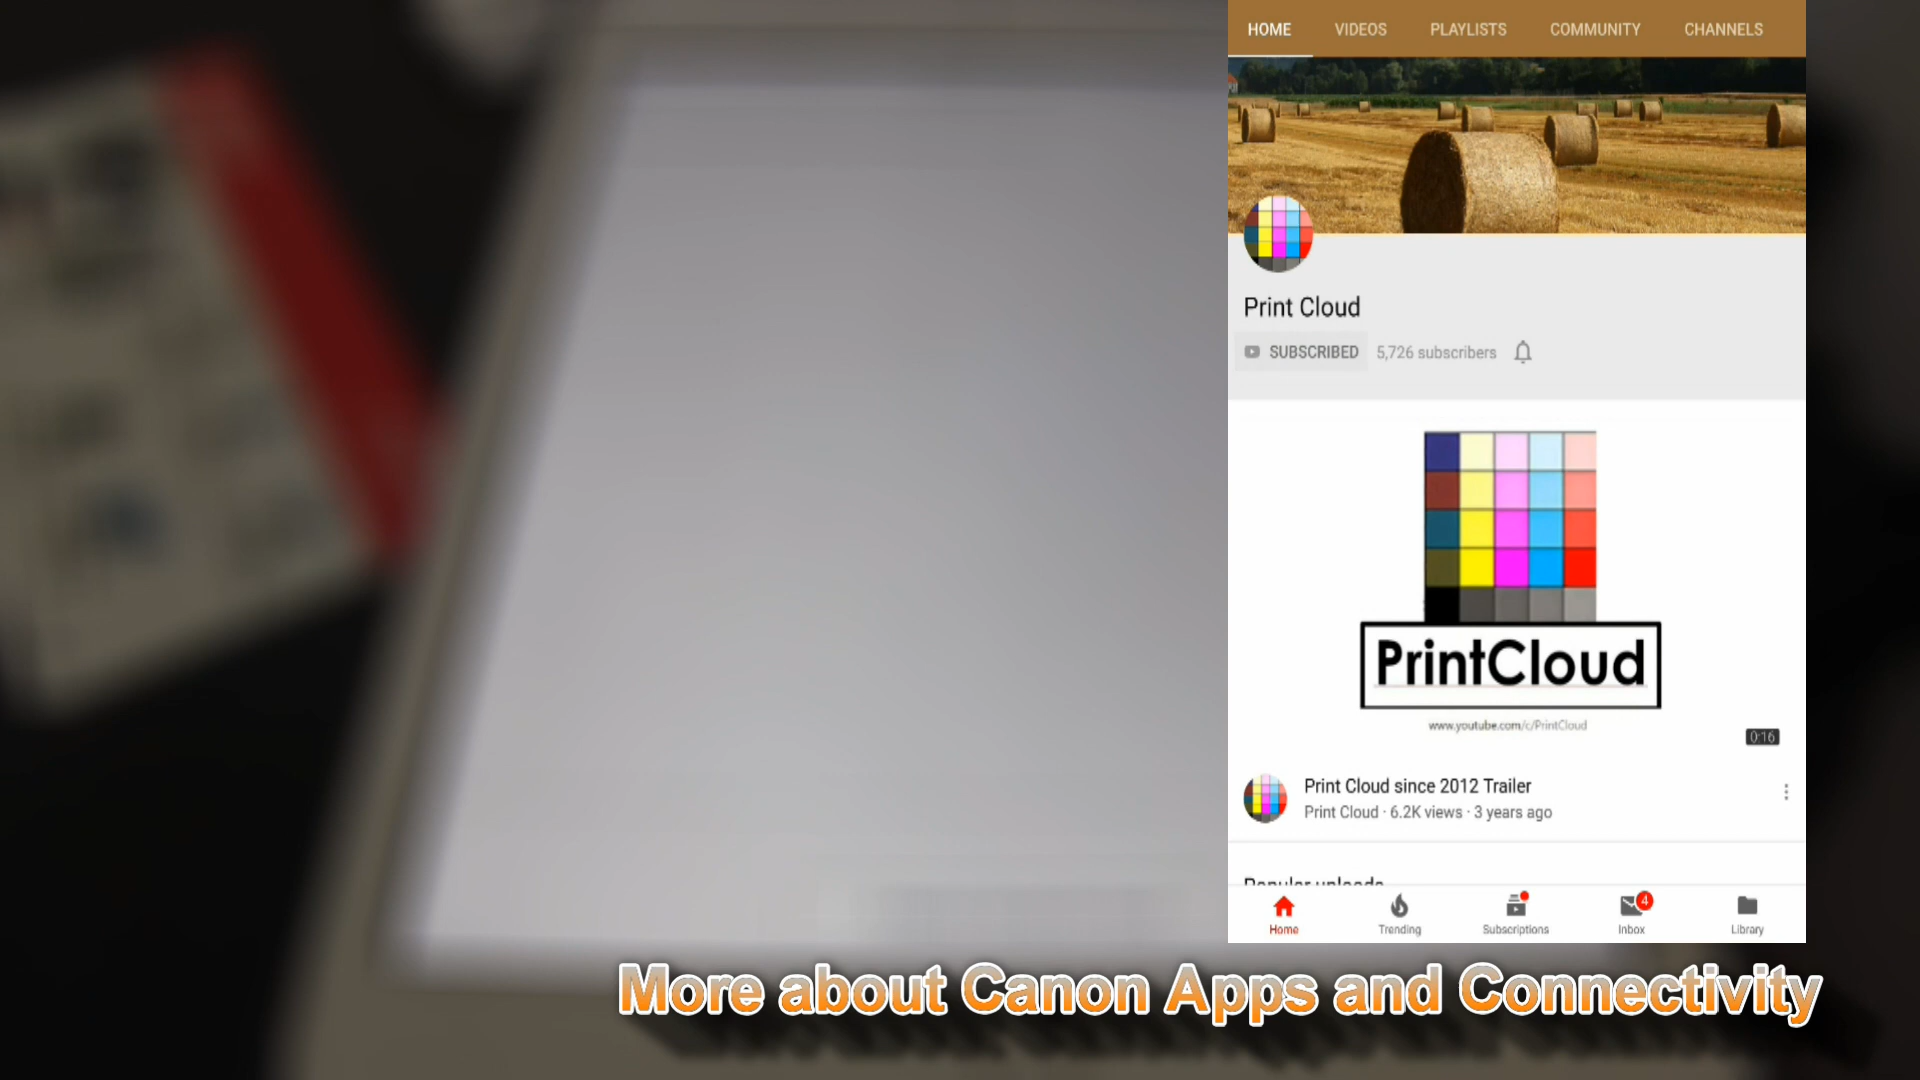 HOME VIDEOS PLAYLISTS COMMUNITY CHANNELS
Print Cloud
SUBSCRIBED 5,726 subscribers
PrintCloud
www.youtube.com/c/PrintCloud
0:16
Print Cloud since 2012 Trailer
Print Cloud · 6.2K views · 3 years ago
Popular uploads
4
Home Trending Subscriptions Inbox Library
More about Canon Apps and Connectivity